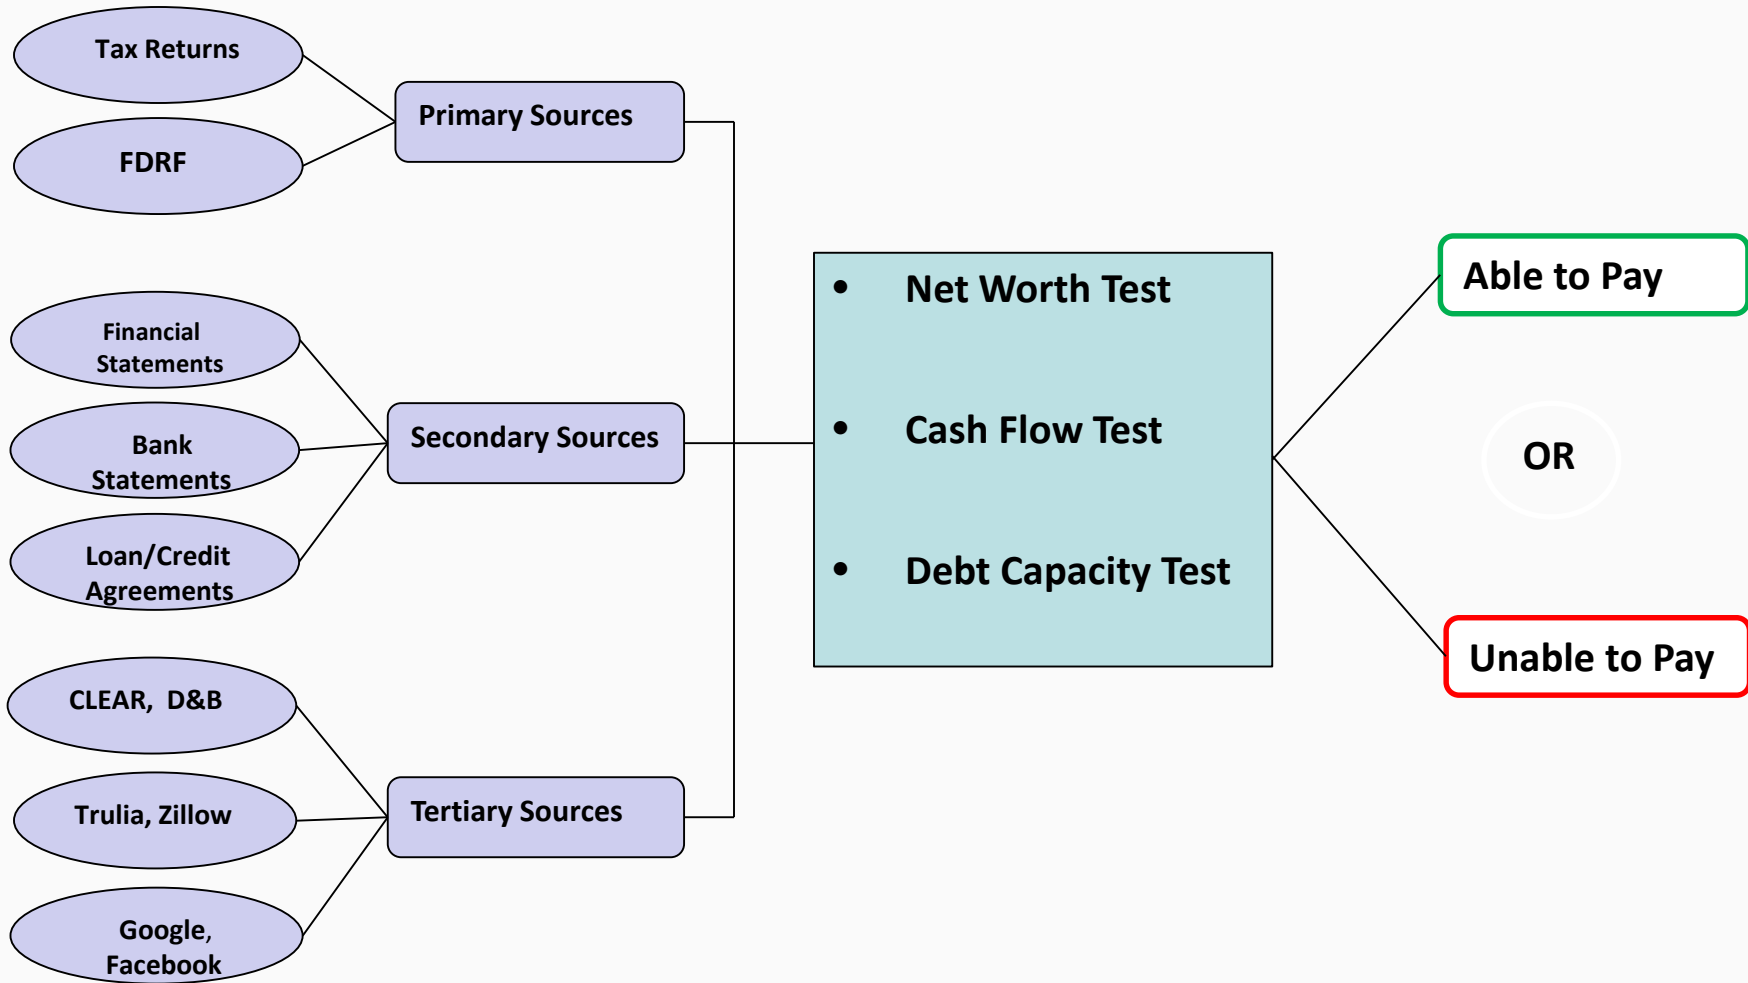 Tax Returns
FDRF
Primary Sources
Financial
Statements
Bank
Statements
Loan/Credit
Agreements
Secondary Sources
CLEAR, D&B
Trulia, Zillow
Google,
Facebook
Tertiary Sources
• Net Worth Test
• Cash Flow Test
• Debt Capacity Test
Able to Pay
OR
Unable to Pay